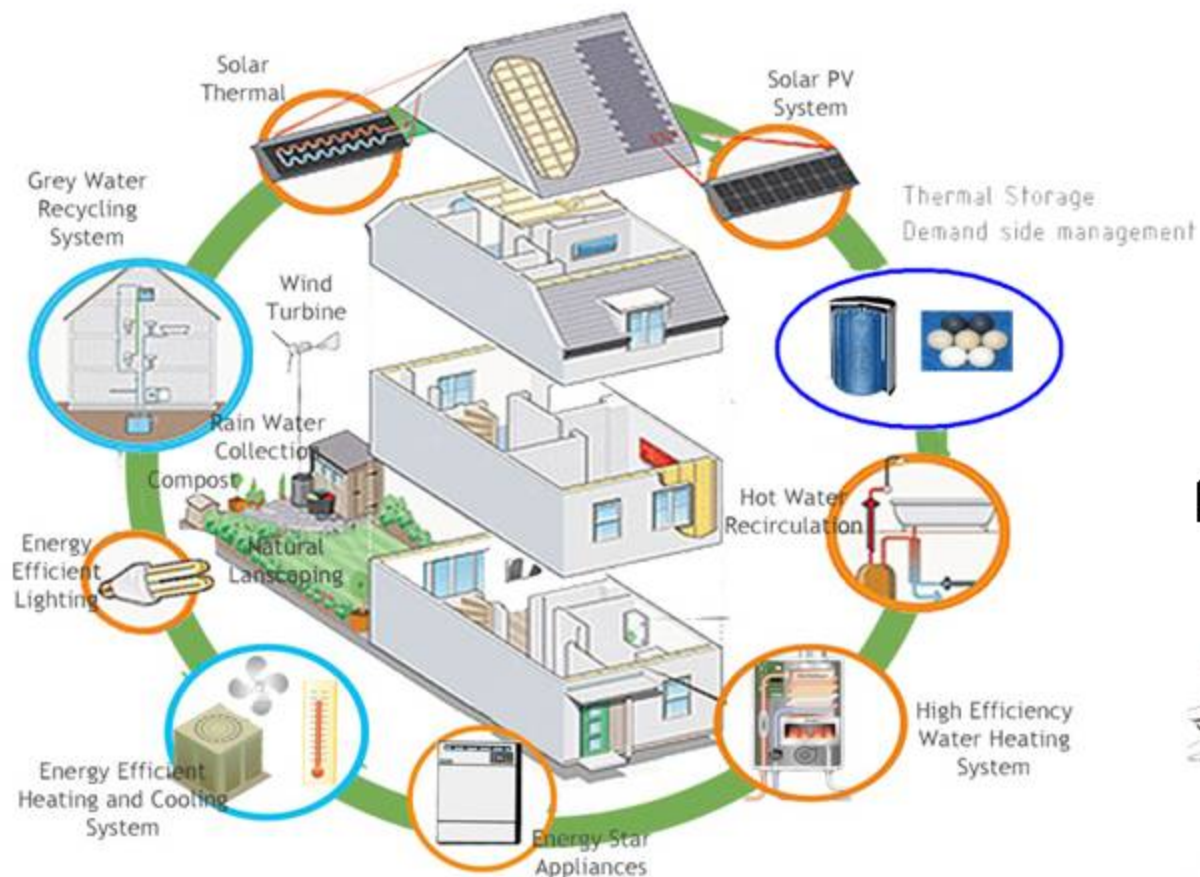 Solar
Thermal
Solar PV
System
Grey Water
Recycling
System
Thermal Storage
Demand side management
Wind
Turbine
Rain Water
Collection
Compost
Hot Water
Recirculation
Energy
Efficient
Lighting
Natural
Lanscaping
High Efficiency
Water Heating
System
Energy Efficient
Heating and Cooling
System
Energy Star
Appliances